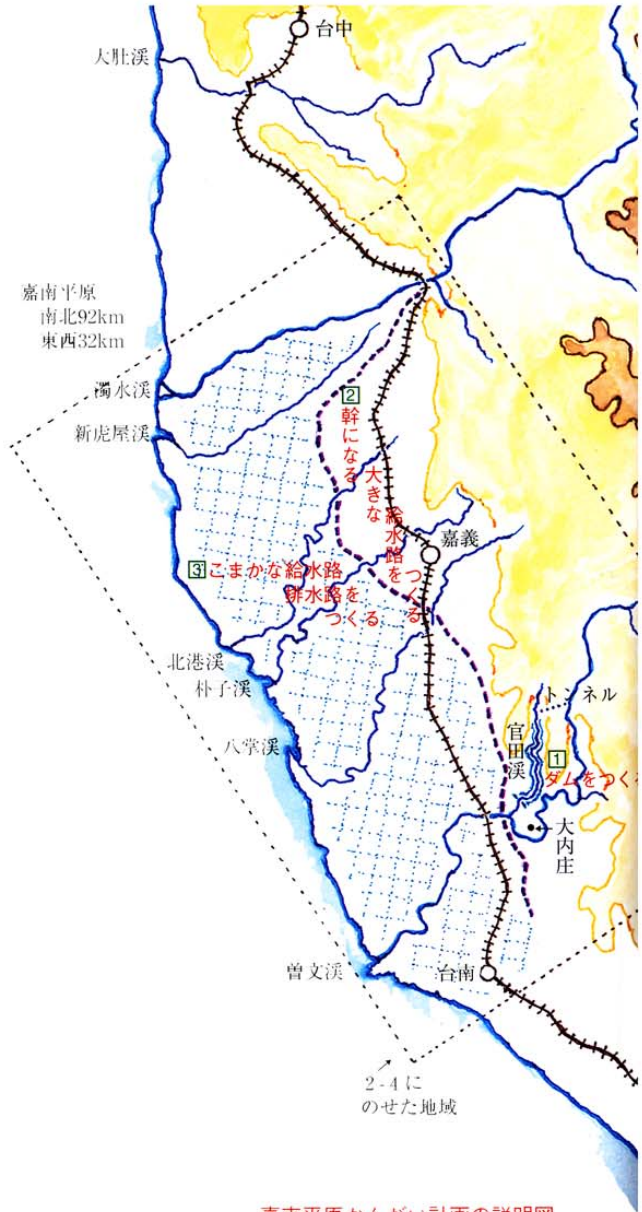 台中
大肚渓
嘉南平原
南北92km
東西32km
濁水渓
新虎屋渓
2
幹になる
大きな
給水路を
つくる
嘉義
3 こまかな給水路
排水路を
つくる
北港渓
朴子渓
八掌渓
トンネル
官田渓
1
ダムをつく
大内庄
曽文渓
台南
2-4に
のせた地域